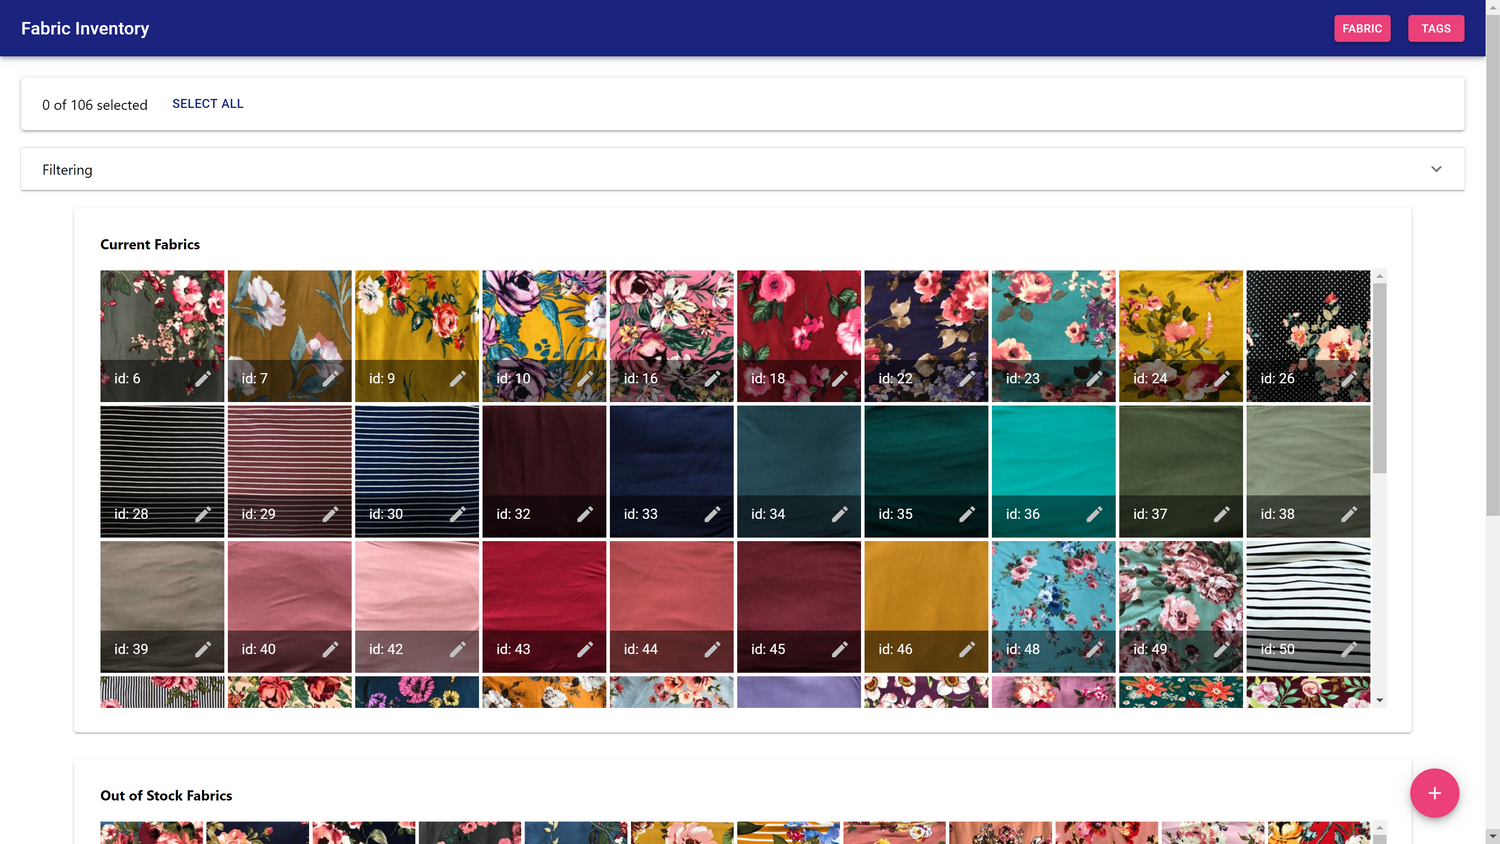 Fabric Inventory
FABRIC
TAGS
0 of 106 selected
SELECT ALL
Filtering
Current Fabrics
id: 6
id: 7
id: 9
id: 10
id: 16
id: 18
id: 22
id: 23
id: 24
id: 26
id: 28
id: 29
id: 30
id: 32
id: 33
id: 34
id: 35
id: 36
id: 37
id: 38
id: 39
id: 40
id: 42
id: 43
id: 44
id: 45
id: 46
id: 48
id: 49
id: 50
Out of Stock Fabrics